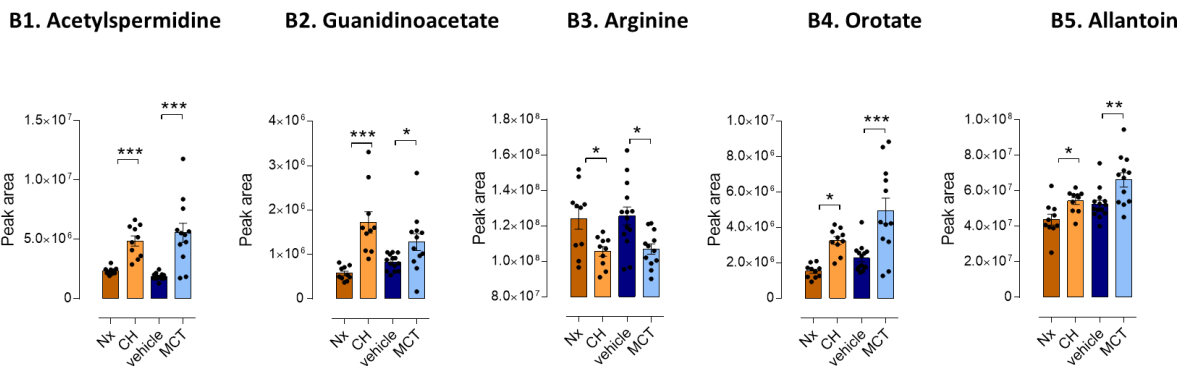 B1. Acetylspermidine
B2. Guanidinoacetate
B3. Arginine
B4. Orotate
B5. Allantoin
Peak area
1.5×10⁷
1.0×10⁷
5.0×10⁶
0
***
***
Nx
CH
vehicle
MCT
Peak area
4×10⁶
3×10⁶
2×10⁶
1×10⁶
0
***
*
Nx
CH
vehicle
MCT
Peak area
1.8×10⁸
1.6×10⁸
1.4×10⁸
1.2×10⁸
1.0×10⁸
8.0×10⁷
*
*
Nx
CH
vehicle
MCT
Peak area
1.0×10⁷
8.0×10⁶
6.0×10⁶
4.0×10⁶
2.0×10⁶
0
*
***
Nx
CH
vehicle
MCT
Peak area
1.0×10⁸
8.0×10⁷
6.0×10⁷
4.0×10⁷
2.0×10⁷
0
*
**
Nx
CH
vehicle
MCT